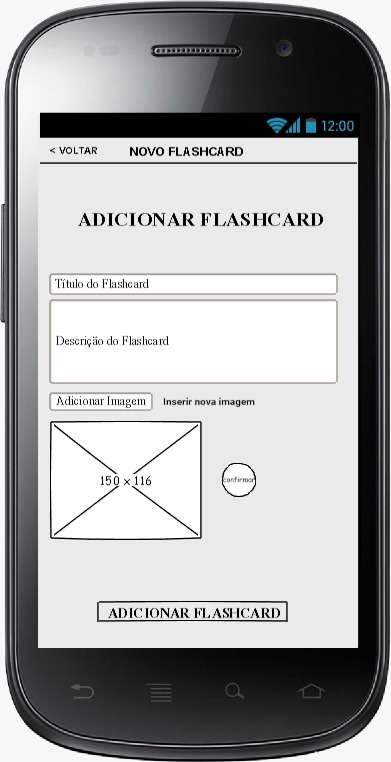 12:00
< VOLTAR NOVO FLASHCARD
ADICIONAR FLASHCARD
Título do Flashcard
Descrição do Flashcard
Adicionar Imagem Inserir nova imagem
150 x 116
confirmar
ADICIONAR FLASHCARD